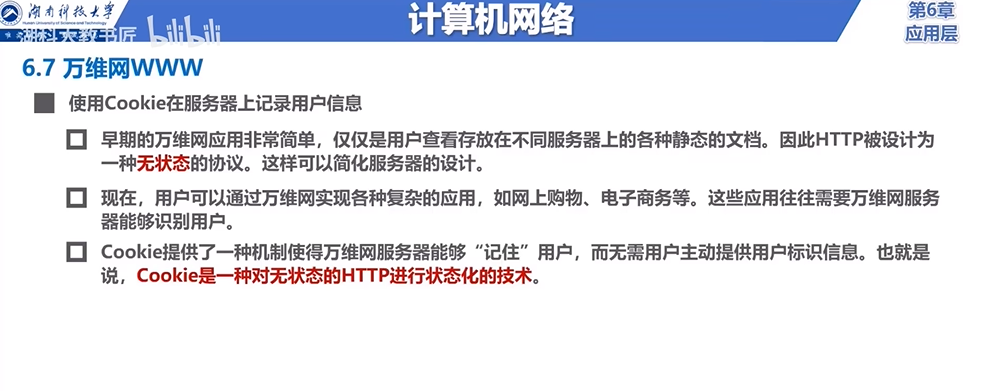 湖南科技大学
Hunan University of Science and Technology
计算机网络
第6章
应用层
湖科大教书匠 bilibili
6.7 万维网WWW
使用Cookie在服务器上记录用户信息
早期的万维网应用非常简单，仅仅是用户查看存放在不同服务器上的各种静态的文档。因此HTTP被设计为
一种无状态的协议。这样可以简化服务器的设计。
现在，用户可以通过万维网实现各种复杂的应用，如网上购物、电子商务等。这些应用往往需要万维网服务
器能够识别用户。
Cookie提供了一种机制使得万维网服务器能够“记住”用户，而无需用户主动提供用户标识信息。也就是
说，Cookie是一种对无状态的HTTP进行状态化的技术。